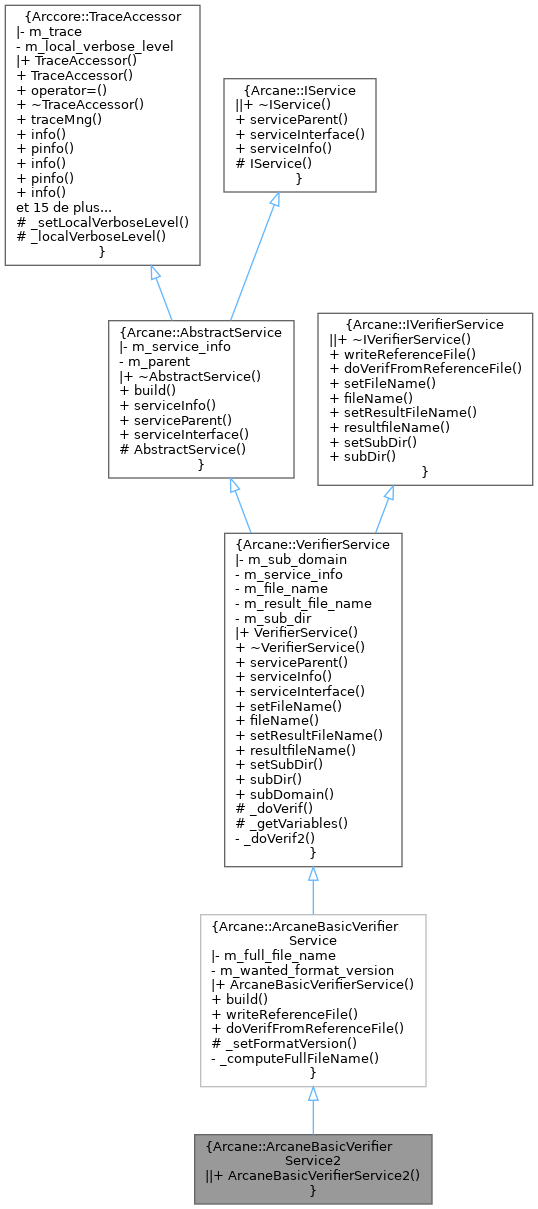 {Arccore::TraceAccessor
|- m_trace
- m_local_verbose_level
|+ TraceAccessor()
+ TraceAccessor()
+ operator=()
+ ~TraceAccessor()
+ traceMng()
+ info()
+ pinfo()
+ info()
+ pinfo()
+ info()
et 15 de plus...
# _setLocalVerboseLevel()
# _localVerboseLevel()
}
{Arcane::IService
||+ ~IService()
+ serviceParent()
+ serviceInterface()
+ serviceInfo()
# IService()
}
{Arcane::AbstractService
|- m_service_info
- m_parent
|+ ~AbstractService()
+ build()
+ serviceInfo()
+ serviceParent()
+ serviceInterface()
# AbstractService()
}
{Arcane::IVerifierService
||+ ~IVerifierService()
+ writeReferenceFile()
+ doVerifFromReferenceFile()
+ setFileName()
+ fileName()
+ setResultFileName()
+ resultfileName()
+ setSubDir()
+ subDir()
}
{Arcane::VerifierService
|- m_sub_domain
- m_service_info
- m_file_name
- m_result_file_name
- m_sub_dir
|+ VerifierService()
+ ~VerifierService()
+ serviceParent()
+ serviceInfo()
+ serviceInterface()
+ setFileName()
+ fileName()
+ setResultFileName()
+ resultfileName()
+ setSubDir()
+ subDir()
+ subDomain()
# _doVerif()
# _getVariables()
- _doVerif2()
}
{Arcane::ArcaneBasicVerifier
Service
|- m_full_file_name
- m_wanted_format_version
|+ ArcaneBasicVerifierService()
+ build()
+ writeReferenceFile()
+ doVerifFromReferenceFile()
# _setFormatVersion()
- _computeFullFileName()
}
{Arcane::ArcaneBasicVerifier
Service2
||+ ArcaneBasicVerifierService2()
}